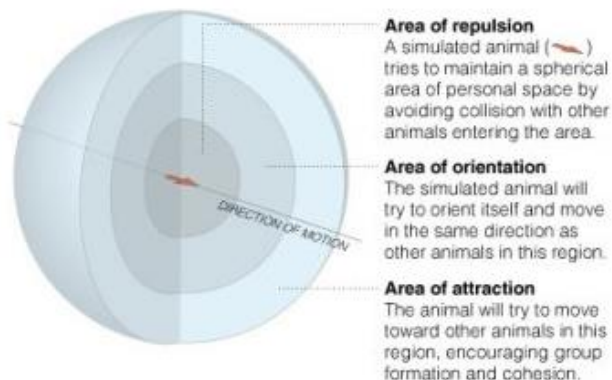 Area of repulsion
A simulated animal ( )
tries to maintain a spherical
area of personal space by
avoiding collision with other
animals entering the area.
Area of orientation
The simulated animal will
try to orient itself and move
in the same direction as
other animals in this region.
DIRECTION OF MOTION
Area of attraction
The animal will try to move
toward other animals in this
region, encouraging group
formation and cohesion.